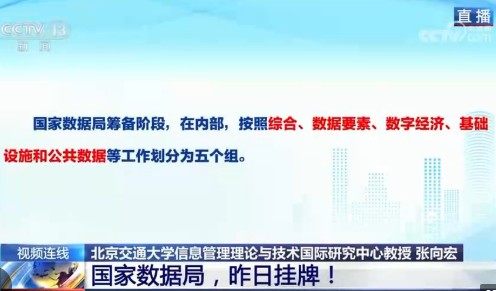 CCTV 13
新闻
直播
CCTV
国家数据局筹备阶段，在内部，按照综合、数据要素、数字经济、基础
设施和公共数据等工作划分为五个组。
视频连线
北京交通大学信息管理理论与技术国际研究中心教授 张向宏
国家数据局，昨日挂牌！